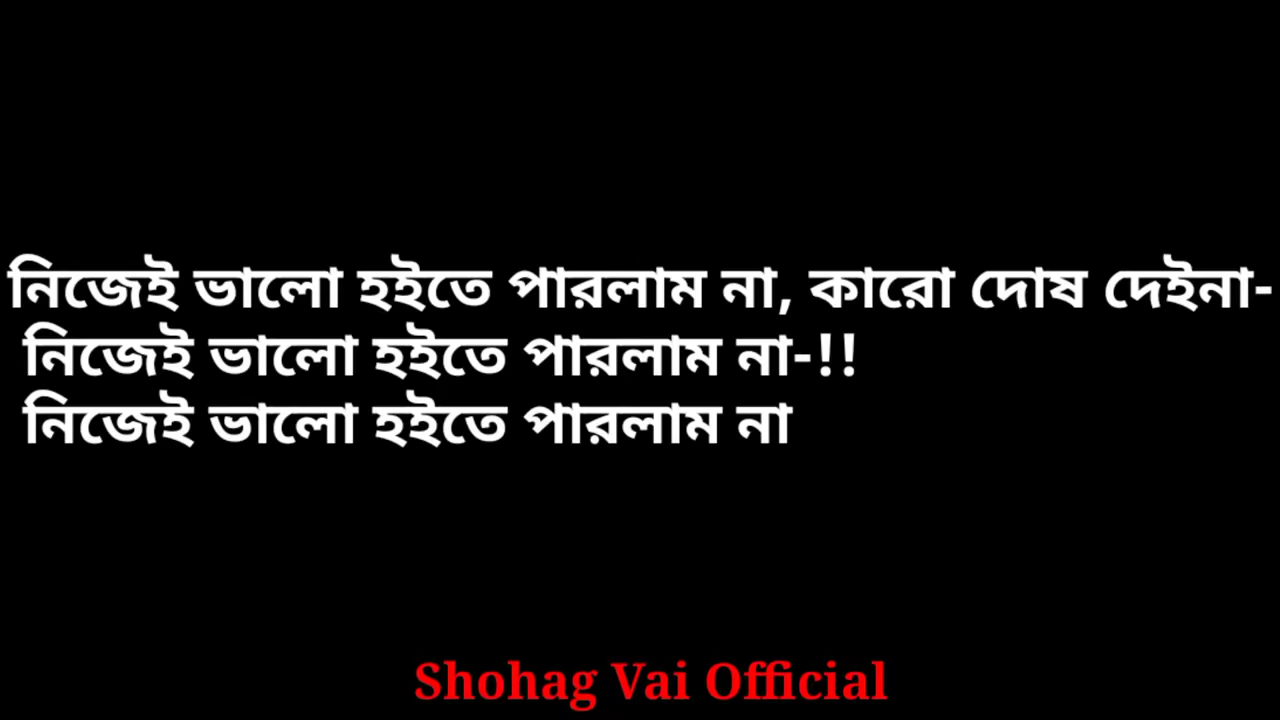 নিজেই ভালো হইতে পারলাম না, কারো দোষ দেইনা-
নিজেই ভালো হইতে পারলাম না-!!
নিজেই ভালো হইতে পারলাম না
Shohag Vai Official